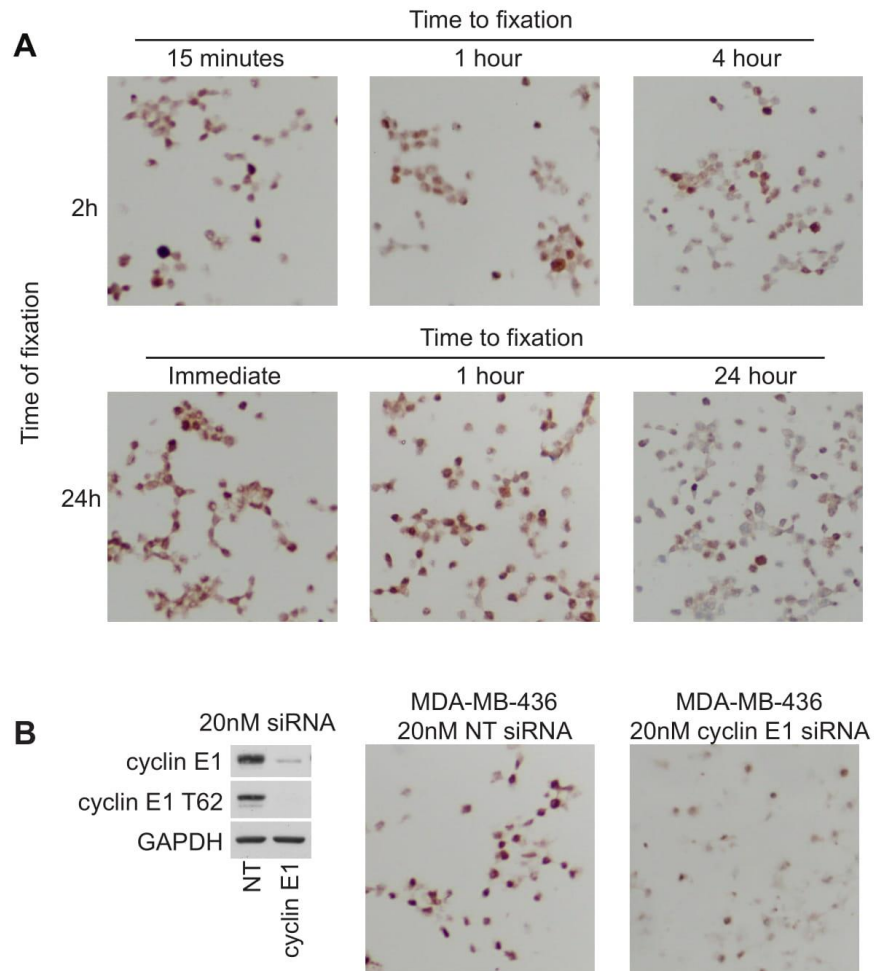 A
Time to fixation
15 minutes
1 hour
4 hour
2h
Time of fixation
Time to fixation
Immediate
1 hour
24 hour
24h
B
20nM siRNA
cyclin E1
cyclin E1 T62
GAPDH
NT
cyclin E1
MDA-MB-436
20nM NT siRNA
MDA-MB-436
20nM cyclin E1 siRNA